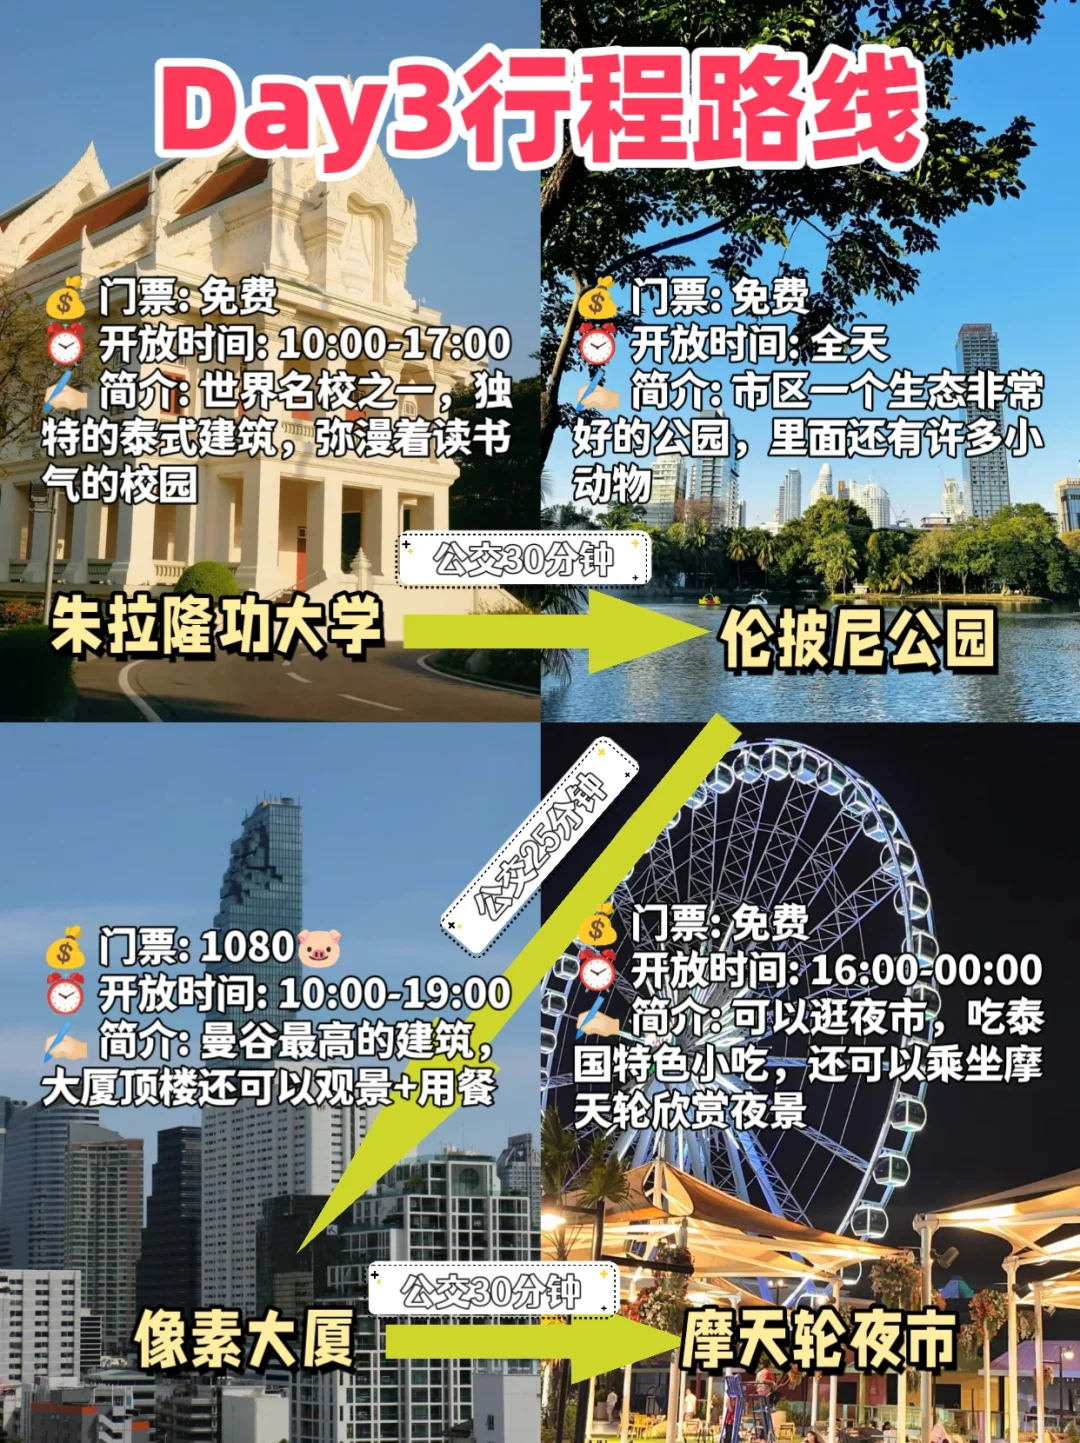 Day3行程路线
门票: 免费
开放时间: 10:00-17:00
简介: 世界名校之一，独
特的泰式建筑，弥漫着读书
气的校园
门票: 免费
开放时间: 全天
简介: 市区一个生态非常
好的公园，里面还有许多小
动物
公交30分钟
朱拉隆功大学
伦披尼公园
公交25分钟
门票: 1080🐷
开放时间: 10:00-19:00
简介: 曼谷最高的建筑，
大厦顶楼还可以观景+用餐
门票: 免费
开放时间: 16:00-00:00
简介: 可以逛夜市，吃泰
国特色小吃，还可以乘坐摩
天轮欣赏夜景
公交30分钟
像素大厦
摩天轮夜市